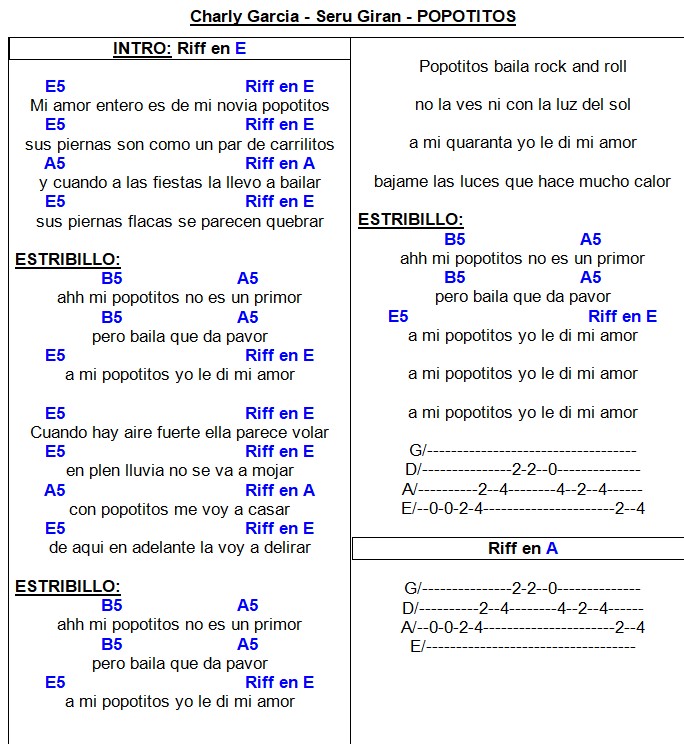 Charly Garcia - Seru Giran - POPOTITOS
INTRO: Riff en E
E5 Riff en E
Mi amor entero es de mi novia popotitos
E5 Riff en E
sus piernas son como un par de carrilitos
A5 Riff en A
y cuando a las fiestas la llevo a bailar
E5 Riff en E
sus piernas flacas se parecen quebrar
ESTRIBILLO:
B5 A5
ahh mi popotitos no es un primor
B5 A5
pero baila que da pavor
E5 Riff en E
a mi popotitos yo le di mi amor
E5 Riff en E
Cuando hay aire fuerte ella parece volar
E5 Riff en E
en plen lluvia no se va a mojar
A5 Riff en A
con popotitos me voy a casar
E5 Riff en E
de aqui en adelante la voy a delirar
ESTRIBILLO:
B5 A5
ahh mi popotitos no es un primor
B5 A5
pero baila que da pavor
E5 Riff en E
a mi popotitos yo le di mi amor
Popotitos baila rock and roll
no la ves ni con la luz del sol
a mi quaranta yo le di mi amor
bajame las luces que hace mucho calor
ESTRIBILLO:
B5 A5
ahh mi popotitos no es un primor
B5 A5
pero baila que da pavor
E5 Riff en E
a mi popotitos yo le di mi amor
a mi popotitos yo le di mi amor
a mi popotitos yo le di mi amor
G/-----------------------------------
D/---------------2-2--0--------------
A/----------2--4--------4--2--4------
E/--0-0-2-4----------------------2--4
Riff en A
G/---------------2-2--0--------------
D/----------2--4--------4--2--4------
A/--0-0-2-4----------------------2--4
E/-----------------------------------